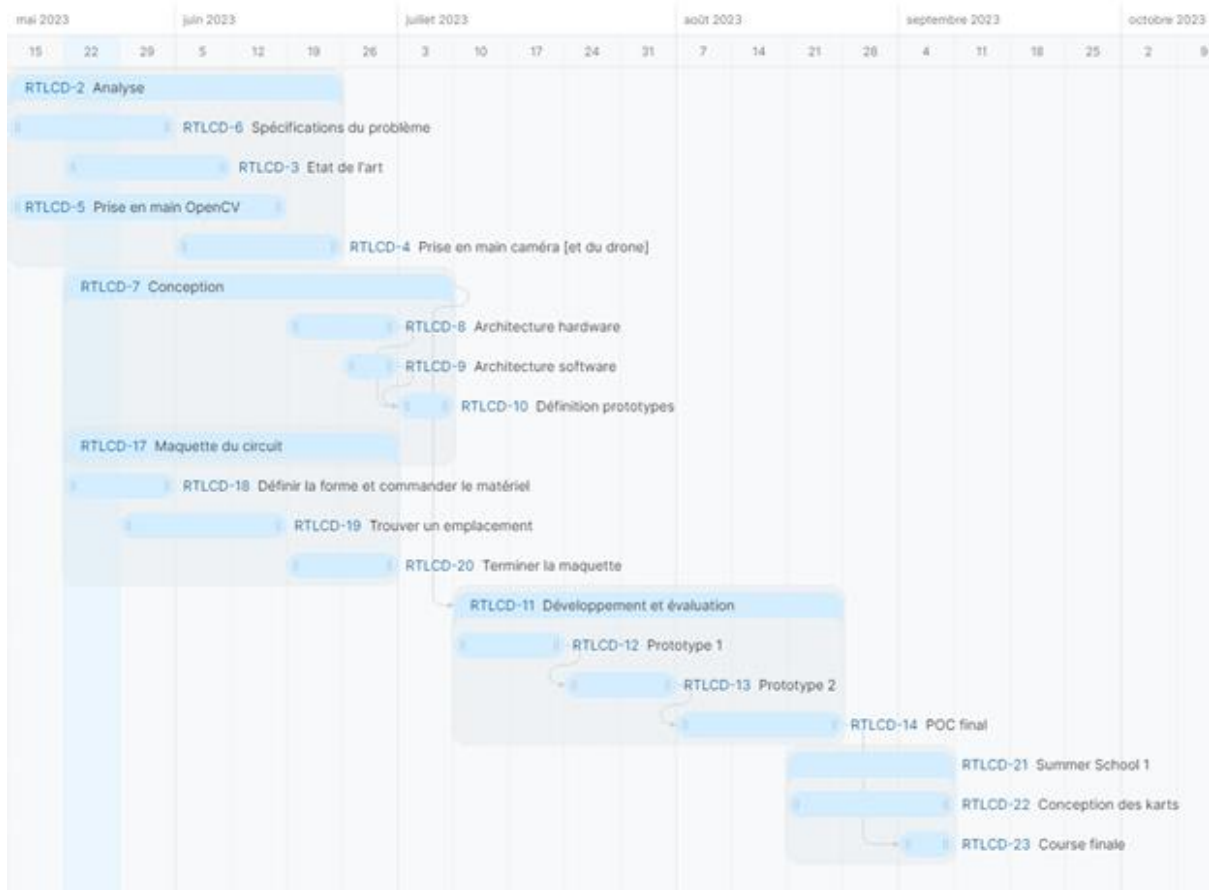 mai 2023 juin 2023 juillet 2023 août 2023 septembre 2023 octobre 2023
15 22 29 5 12 19 26 3 10 17 24 31 7 14 21 28 4 11 18 25 2 9
RTLCD-2 Analyse
RTLCD-6 Spécifications du problème
RTLCD-3 Etat de l'art
RTLCD-5 Prise en main OpenCV
RTLCD-4 Prise en main caméra [et du drone]
RTLCD-7 Conception
RTLCD-8 Architecture hardware
RTLCD-9 Architecture software
RTLCD-10 Définition prototypes
RTLCD-17 Maquette du circuit
RTLCD-18 Définir la forme et commander le matériel
RTLCD-19 Trouver un emplacement
RTLCD-20 Terminer la maquette
RTLCD-11 Développement et évaluation
RTLCD-12 Prototype 1
RTLCD-13 Prototype 2
RTLCD-14 POC final
RTLCD-21 Summer School 1
RTLCD-22 Conception des karts
RTLCD-23 Course finale